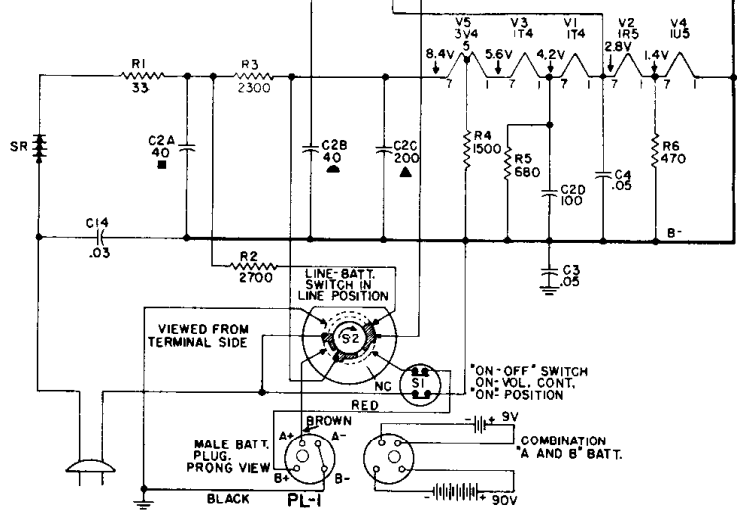 V5
3V4
5
V3
1T4
V1
1T4
V2
1R5
V4
1U5
8.4V
5.6V
4.2V
2.8V
1.4V
7
1
7
1
7
1
7
1
7
1
R1
33
R3
2300
SR
C2A
40
C2B
40
C2C
200
R4
1500
R5
680
C2D
100
C4
.05
R6
470
C14
.03
B-
R2
2700
C3
.05
LINE-BATT.
SWITCH IN
LINE POSITION
VIEWED FROM
TERMINAL SIDE
S2
NC
S1
"ON-OFF" SWITCH
ON-VOL. CONT.
"ON" POSITION
RED
BROWN
MALE BATT.
PLUG.
PRONG VIEW
A+
A-
B+
B-
BLACK
PL-1
- + 9V
COMBINATION
"A AND B" BATT.
- + 90V